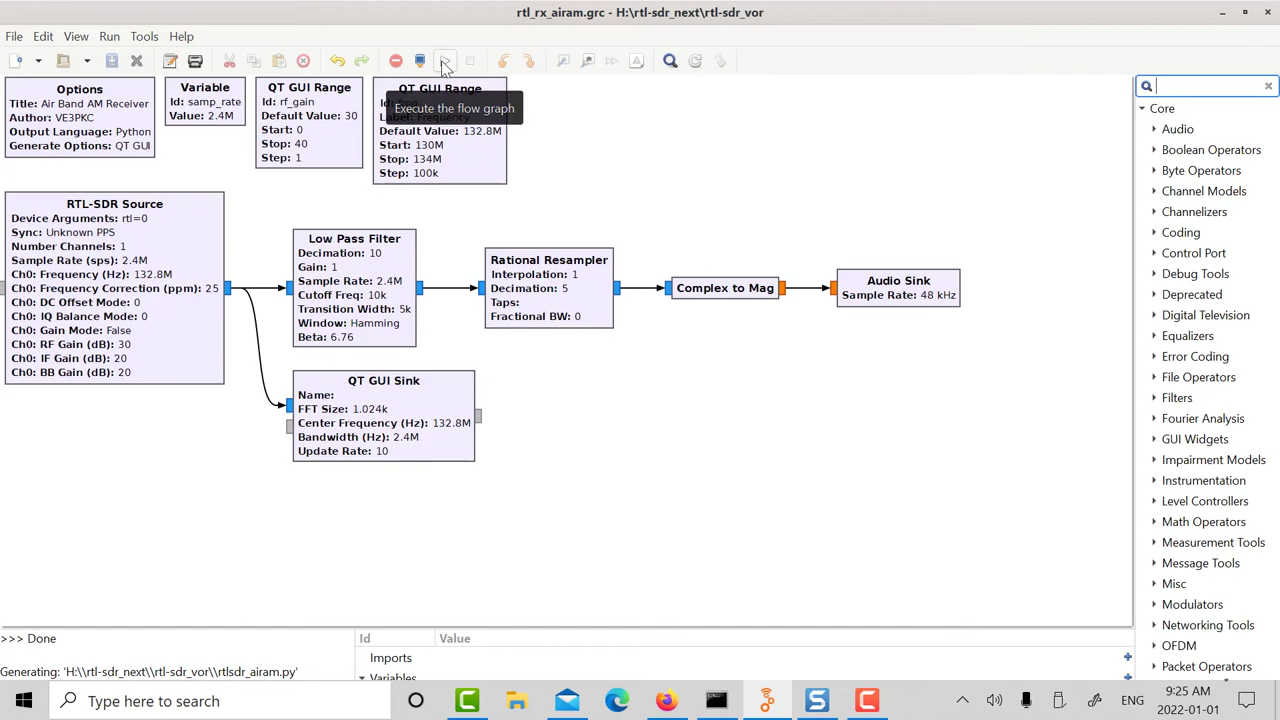 rtl_rx_airam.grc - H:\rtl-sdr_next\rtl-sdr_vor
File Edit View Run Tools Help
Options
Title: Air Band AM Receiver
Author: VE3PKC
Output Language: Python
Generate Options: QT GUI
Variable
Id: samp_rate
Value: 2.4M
QT GUI Range
Id: rf_gain
Default Value: 30
Start: 0
Stop: 40
Step: 1
QT GUI Range
Execute the flow graph
Default Value: 132.8M
Start: 130M
Stop: 134M
Step: 100k
RTL-SDR Source
Device Arguments: rtl=0
Sync: Unknown PPS
Number Channels: 1
Sample Rate (sps): 2.4M
Ch0: Frequency (Hz): 132.8M
Ch0: Frequency Correction (ppm): 25
Ch0: DC Offset Mode: 0
Ch0: IQ Balance Mode: 0
Ch0: Gain Mode: False
Ch0: RF Gain (dB): 30
Ch0: IF Gain (dB): 20
Ch0: BB Gain (dB): 20
Low Pass Filter
Decimation: 10
Gain: 1
Sample Rate: 2.4M
Cutoff Freq: 10k
Transition Width: 5k
Window: Hamming
Beta: 6.76
Rational Resampler
Interpolation: 1
Decimation: 5
Taps:
Fractional BW: 0
Complex to Mag
Audio Sink
Sample Rate: 48 kHz
QT GUI Sink
Name:
FFT Size: 1.024k
Center Frequency (Hz): 132.8M
Bandwidth (Hz): 2.4M
Update Rate: 10
Core
Audio
Boolean Operators
Byte Operators
Channel Models
Channelizers
Coding
Control Port
Debug Tools
Deprecated
Digital Television
Equalizers
Error Coding
File Operators
Filters
Fourier Analysis
GUI Widgets
Impairment Models
Instrumentation
Level Controllers
Math Operators
Measurement Tools
Message Tools
Misc
Modulators
Networking Tools
OFDM
Packet Operators
>>> Done
Generating: 'H:\\rtl-sdr_next\\rtl-sdr_vor\\rtlsdr_airam.py'
Id Value
Imports
Variables
Type here to search
ENG
9:25 AM
2022-01-01